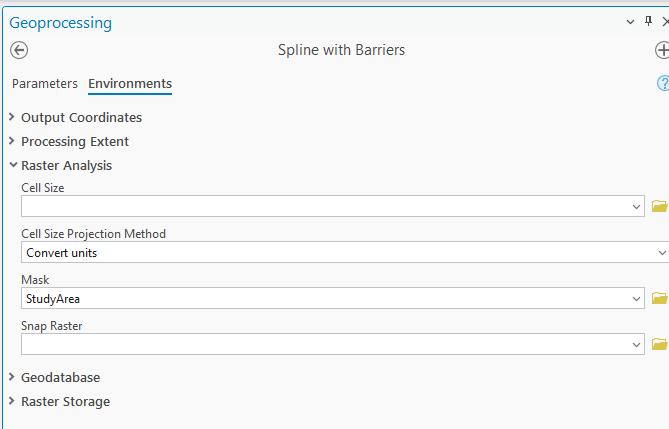 Geoprocessing
Spline with Barriers
Parameters Environments
Output Coordinates
Processing Extent
Raster Analysis
Cell Size
Cell Size Projection Method
Convert units
Mask
StudyArea
Snap Raster
Geodatabase
Raster Storage